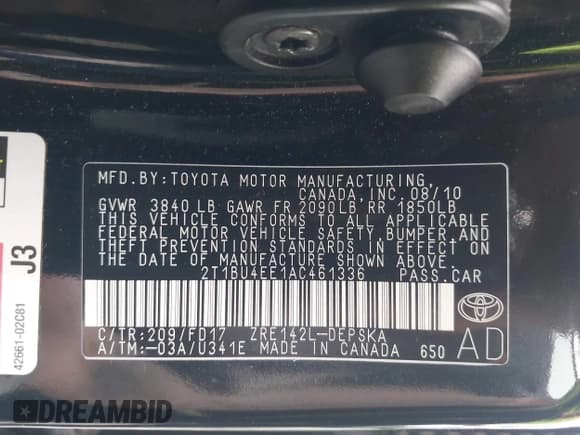 MFD.BY:TOYOTA MOTOR MANUFACTURING,
CANADA,INC.08/10
GVWR 3840LB GAWR FR 2090LB RR 1850LB
THIS VEHICLE CONFORMS TO ALL APPLICABLE
FEDERAL MOTOR VEHICLE SAFETY, BUMPER, AND
THEFT PREVENTION STANDARDS IN EFFECT ON
THE DATE OF MANUFACTURE SHOWN ABOVE.
2T1BU4EE1AC461336 PASS.CAR
C/TR:209/FD17 ZRE142L-DEPSKA
A/TM:-03A/U341E MADE IN CANADA 650
AD
J3
42661-02C81
DREAMBID